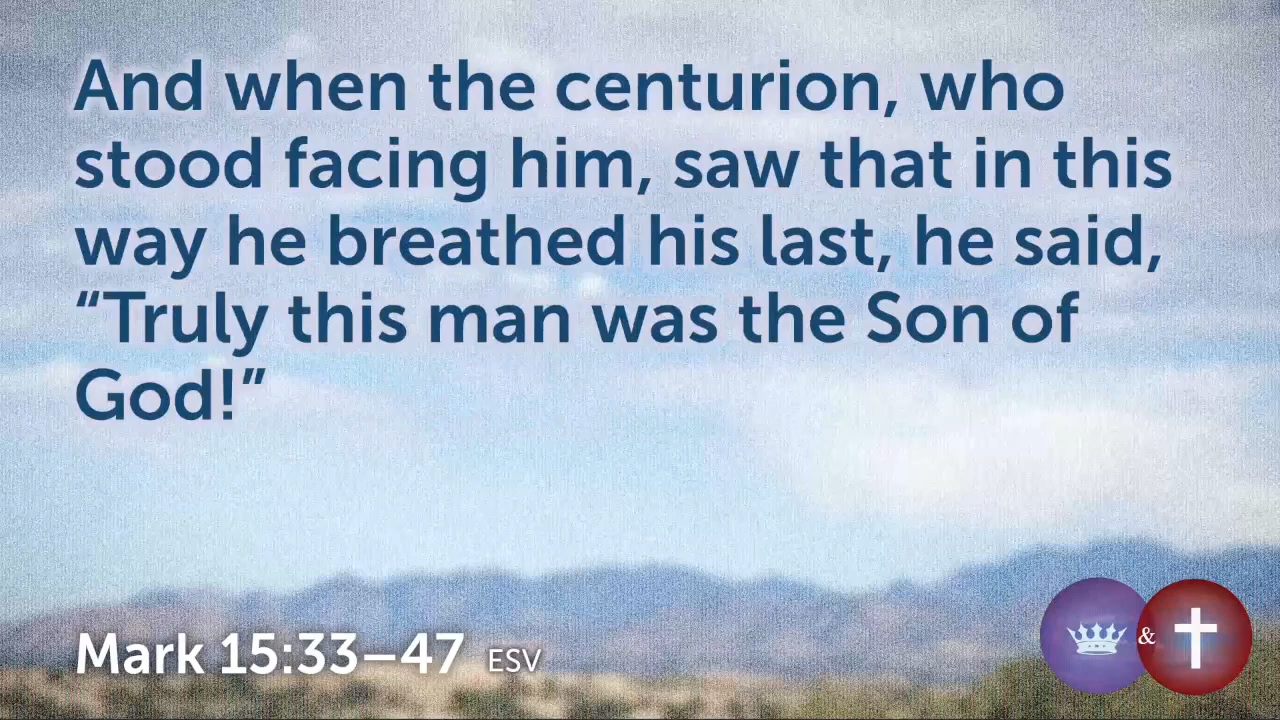 And when the centurion, who
stood facing him, saw that in this
way he breathed his last, he said,
“Truly this man was the Son of
God!”
Mark 15:33–47 ESV
&